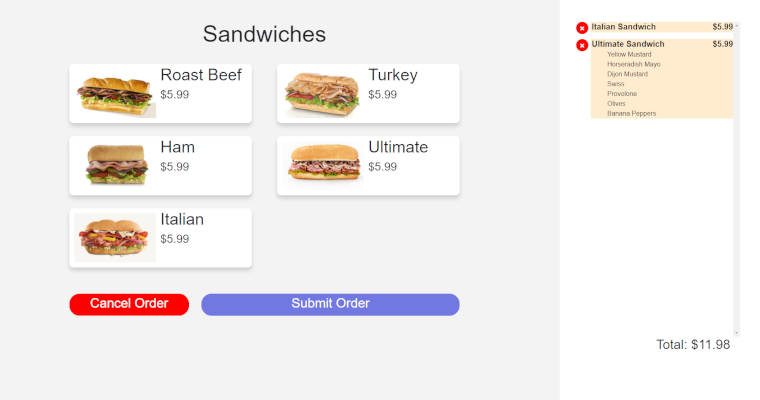 Sandwiches
Roast Beef
$5.99
Turkey
$5.99
Ham
$5.99
Ultimate
$5.99
Italian
$5.99
Cancel Order
Submit Order
Italian Sandwich $5.99
Ultimate Sandwich $5.99
Yellow Mustard
Horseradish Mayo
Dijon Mustard
Swiss
Provolone
Olives
Banana Peppers
Total: $11.98